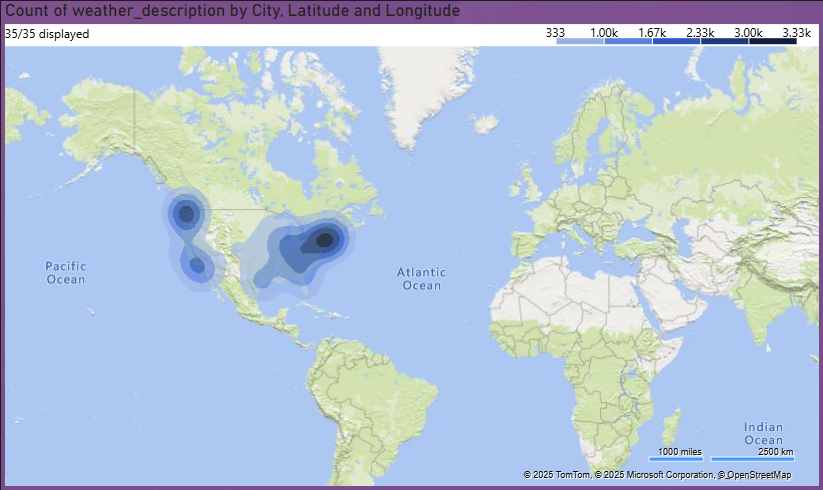 Count of weather_description by City, Latitude and Longitude
35/35 displayed
333 1.00k 1.67k 2.33k 3.00k 3.33k
Pacific
Ocean
Atlantic
Ocean
Indian
Ocean
1000 miles 2500 km
© 2025 TomTom, © 2025 Microsoft Corporation, © OpenStreetMap